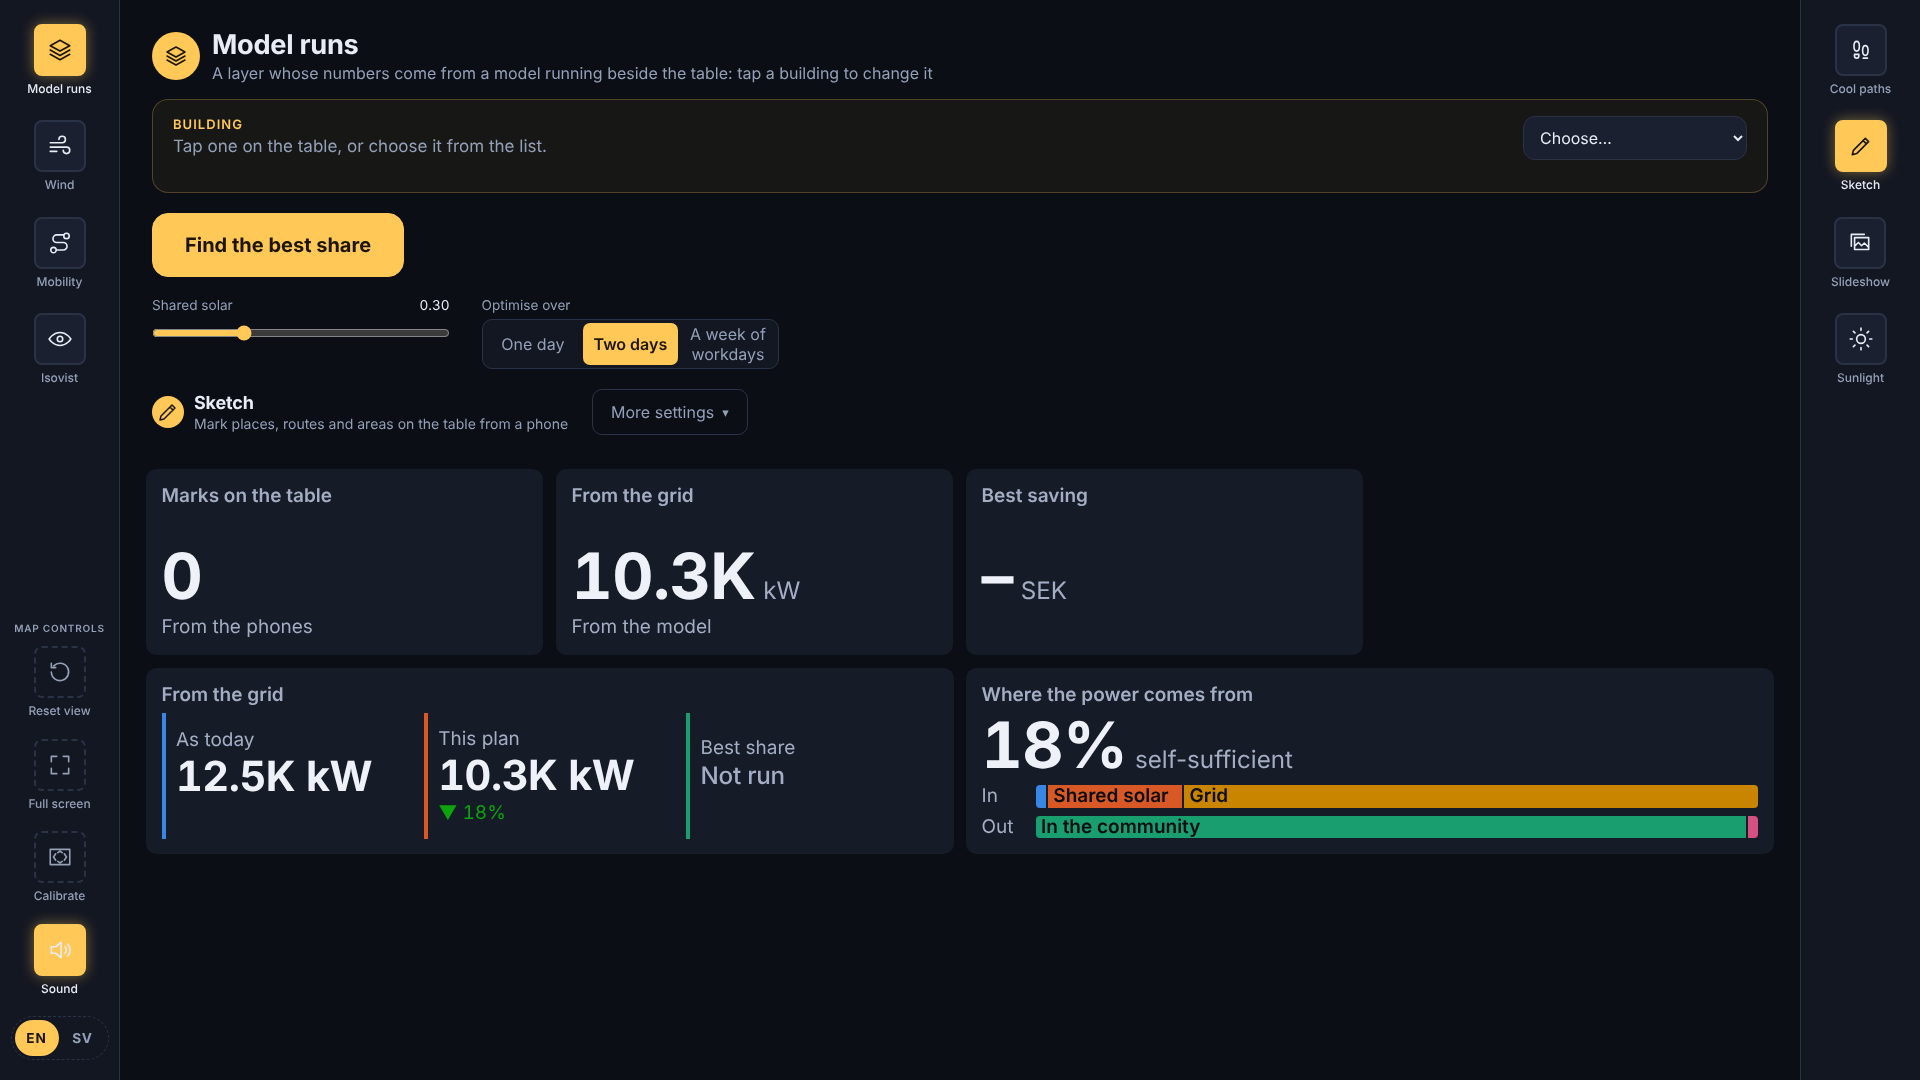 Model runs
Wind
Mobility
Isovist
MAP CONTROLS
Reset view
Full screen
Calibrate
Sound
EN SV
Model runs
A layer whose numbers come from a model running beside the table: tap a building to change it
BUILDING
Tap one on the table, or choose it from the list.
Choose...
Find the best share
Shared solar 0.30
Optimise over
One day
Two days
A week of
workdays
Sketch
Mark places, routes and areas on the table from a phone
More settings ▾
Marks on the table
0
From the phones
From the grid
10.3K kW
From the model
Best saving
– SEK
From the grid
As today
12.5K kW
This plan
10.3K kW
▼ 18%
Best share
Not run
Where the power comes from
18% self-sufficient
In Shared solar Grid
Out In the community
Cool paths
Sketch
Slideshow
Sunlight